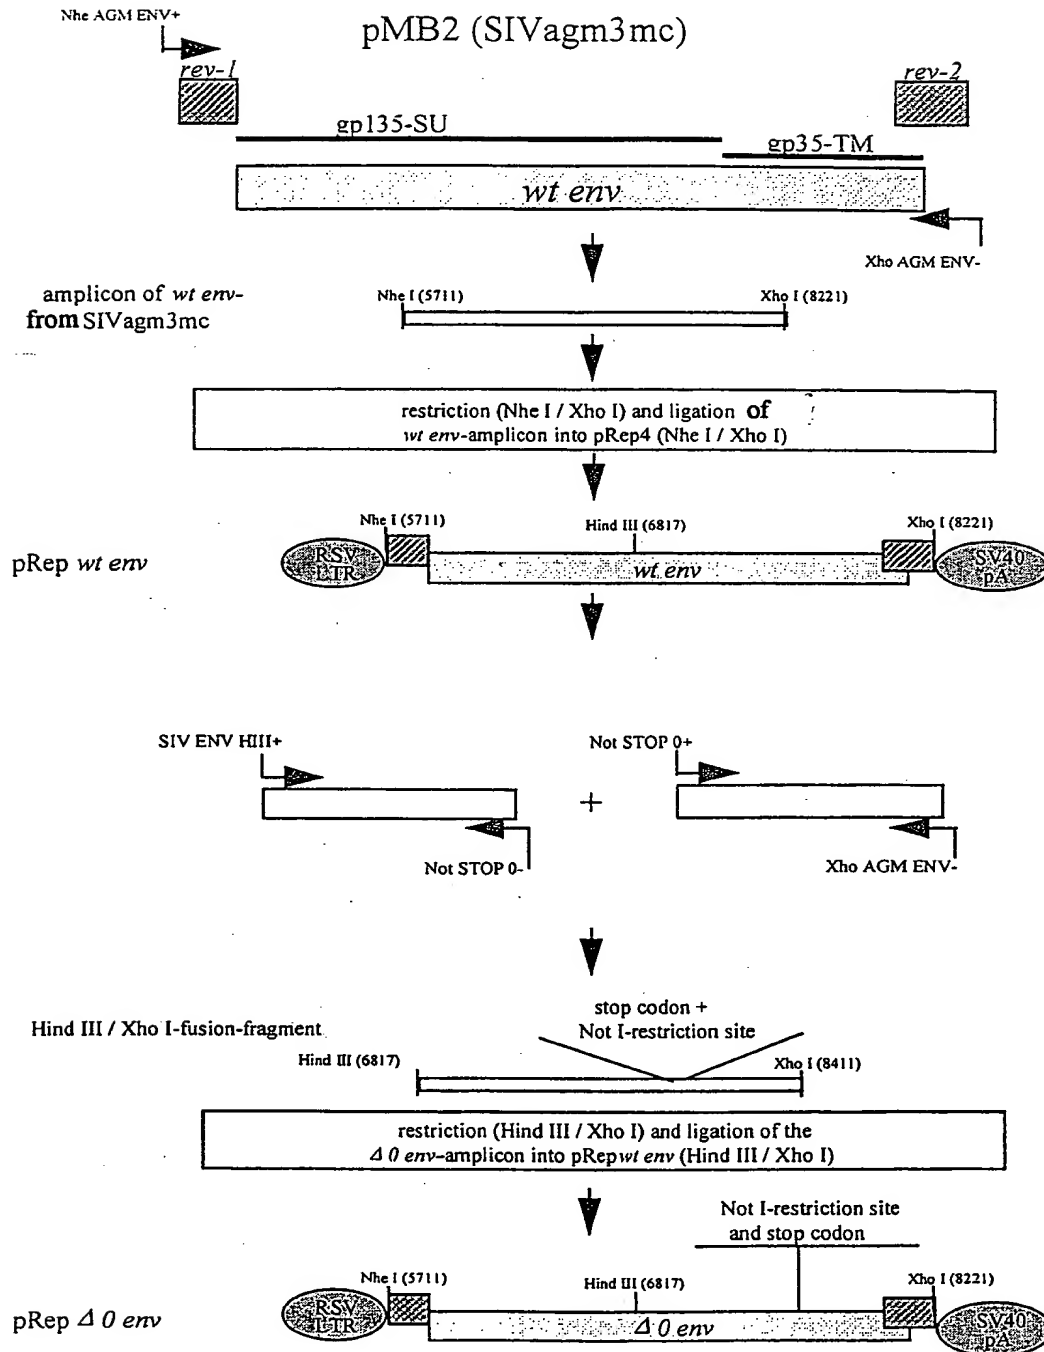 Nhe AGM ENV+
pMB2 (SIVagm3mc)
rev-1
rev-2
gp135-SU
gp35-TM
wt env
Xho AGM ENV-
amplicon of wt env-
from SIVagm3mc
Nhe I (5711)
Xho I (8221)
restriction (Nhe I / Xho I) and ligation of
wt env-amplicon into pRep4 (Nhe I / Xho I)
Nhe I (5711)
Hind III (6817)
Xho I (8221)
pRep wt env
RSV
LTR
wt env
SV40
pA
SIV ENV HIII+
Not STOP 0+
+
Not STOP 0-
Xho AGM ENV-
stop codon +
Not I-restriction site
Hind III / Xho I-fusion-fragment
Hind III (6817)
Xho I (8411)
restriction (Hind III / Xho I) and ligation of the
Δ 0 env-amplicon into pRep wt env (Hind III / Xho I)
Not I-restriction site
and stop codon
Nhe I (5711)
Hind III (6817)
Xho I (8221)
pRep Δ 0 env
RSV
LTR
Δ 0 env
SV40
pA